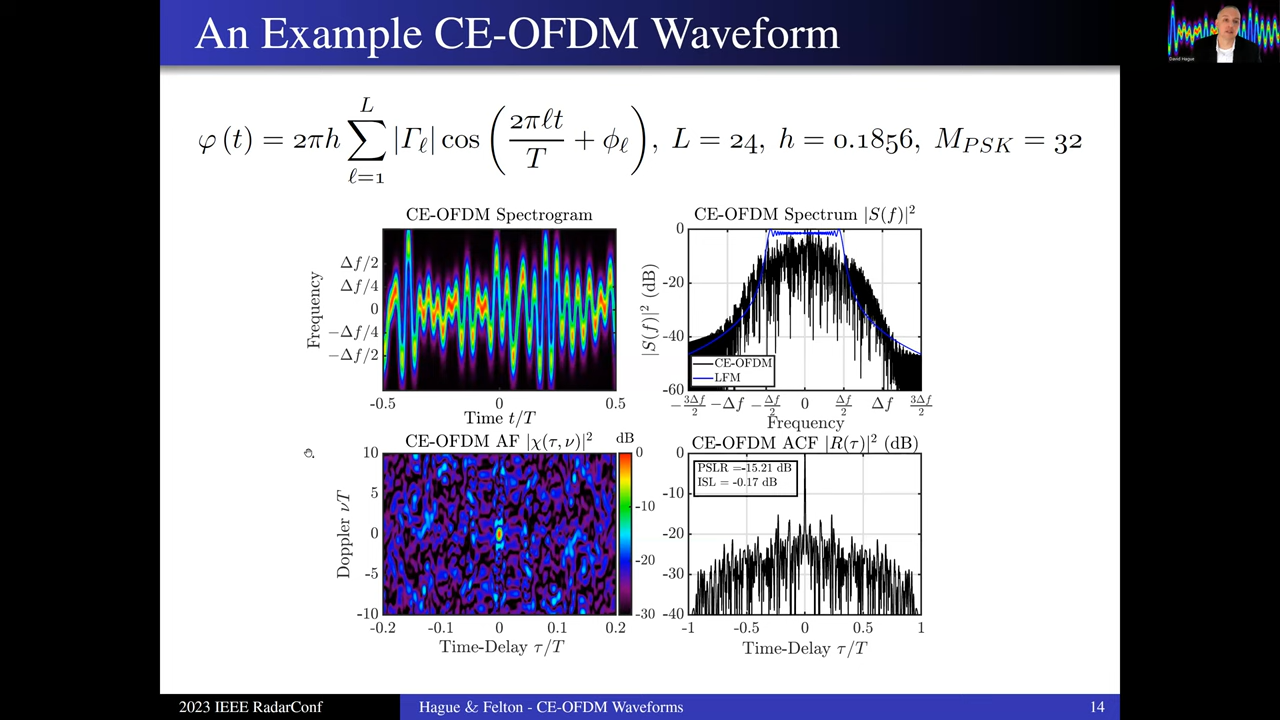 An Example CE-OFDM Waveform
David Hague
φ(t) = 2πh ∑_{ℓ=1}^{L} |Γ_ℓ| cos(2πℓt/T + ϕ_ℓ), L = 24, h = 0.1856, M_{PSK} = 32
CE-OFDM Spectrogram
Frequency
Δf/2
Δf/4
0
−Δf/4
−Δf/2
-0.5 0 0.5
Time t/T
CE-OFDM Spectrum |S(f)|²
|S(f)|² (dB)
0
-20
-40
-60
CE-OFDM
LFM
−3Δf/2 −Δf −Δf/2 0 Δf/2 Δf 3Δf/2
Frequency
CE-OFDM AF |χ(τ, ν)|²
dB
Doppler νT
10
5
0
-5
-10
-0.2 -0.1 0 0.1 0.2
Time-Delay τ/T
0
-10
-20
-30
CE-OFDM ACF |R(τ)|² (dB)
PSLR =-15.21 dB
ISL = -0.17 dB
0
-10
-20
-30
-40
-1 -0.5 0 0.5 1
Time-Delay τ/T
2023 IEEE RadarConf
Hague & Felton - CE-OFDM Waveforms
14